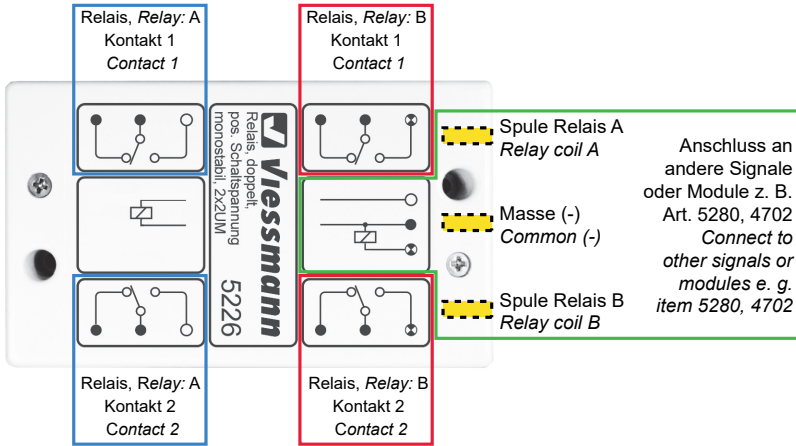 Relais, Relay: A
Kontakt 1
Contact 1
Relais, Relay: B
Kontakt 1
Contact 1
Relais, doppelt,
pos. Schaltspannung
monostabil, 2x2UM
Viessmann
5226
Spule Relais A
Relay coil A
Masse (-)
Common (-)
Spule Relais B
Relay coil B
Anschluss an
andere Signale
oder Module z. B.
Art. 5280, 4702
Connect to
other signals or
modules e. g.
item 5280, 4702
Relais, Relay: A
Kontakt 2
Contact 2
Relais, Relay: B
Kontakt 2
Contact 2